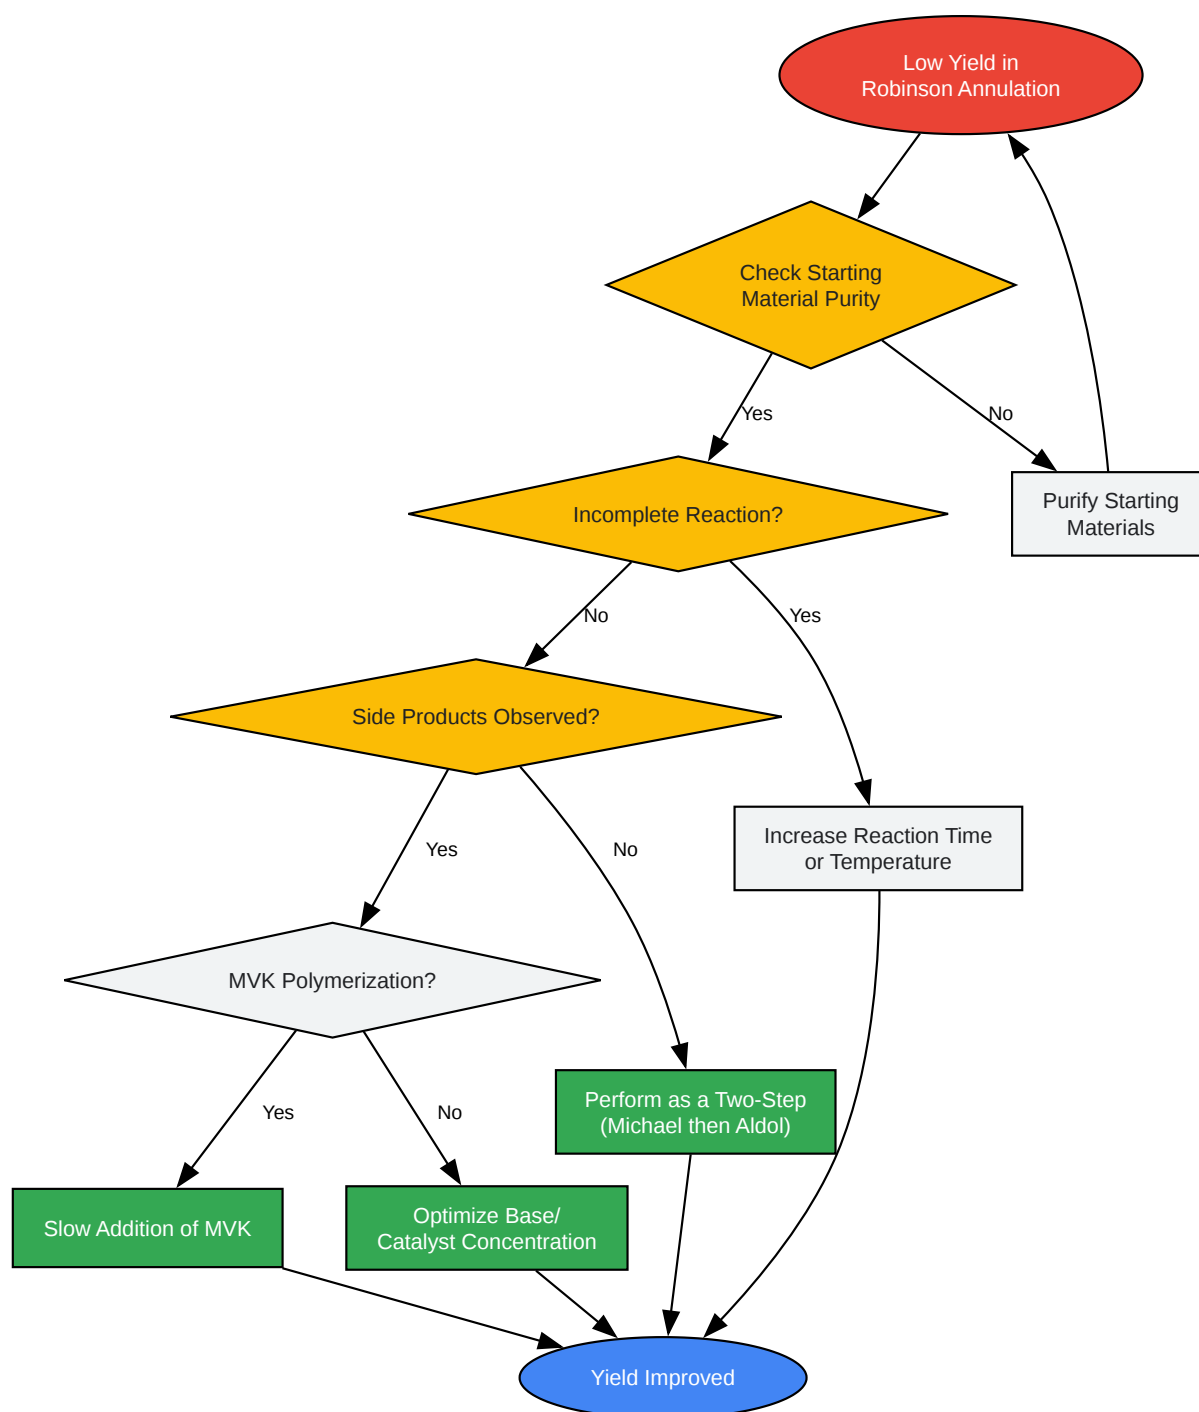 Low Yield in
Robinson Annulation
Check Starting
Material Purity
Yes
No
Purify Starting
Materials
Incomplete Reaction?
No
Yes
Side Products Observed?
Yes
No
Increase Reaction Time
or Temperature
MVK Polymerization?
Yes
No
Perform as a Two-Step
(Michael then Aldol)
Slow Addition of MVK
Optimize Base/
Catalyst Concentration
Yield Improved